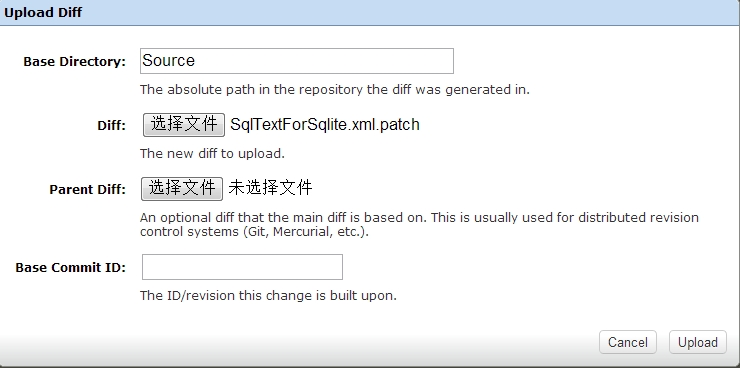 Upload Diff
Base Directory: Source
The absolute path in the repository the diff was generated in.
Diff: 选择文件 SqlTextForSqlite.xml.patch
The new diff to upload.
Parent Diff: 选择文件 未选择文件
An optional diff that the main diff is based on. This is usually used for distributed revision
control systems (Git, Mercurial, etc.).
Base Commit ID:
The ID/revision this change is built upon.
Cancel Upload